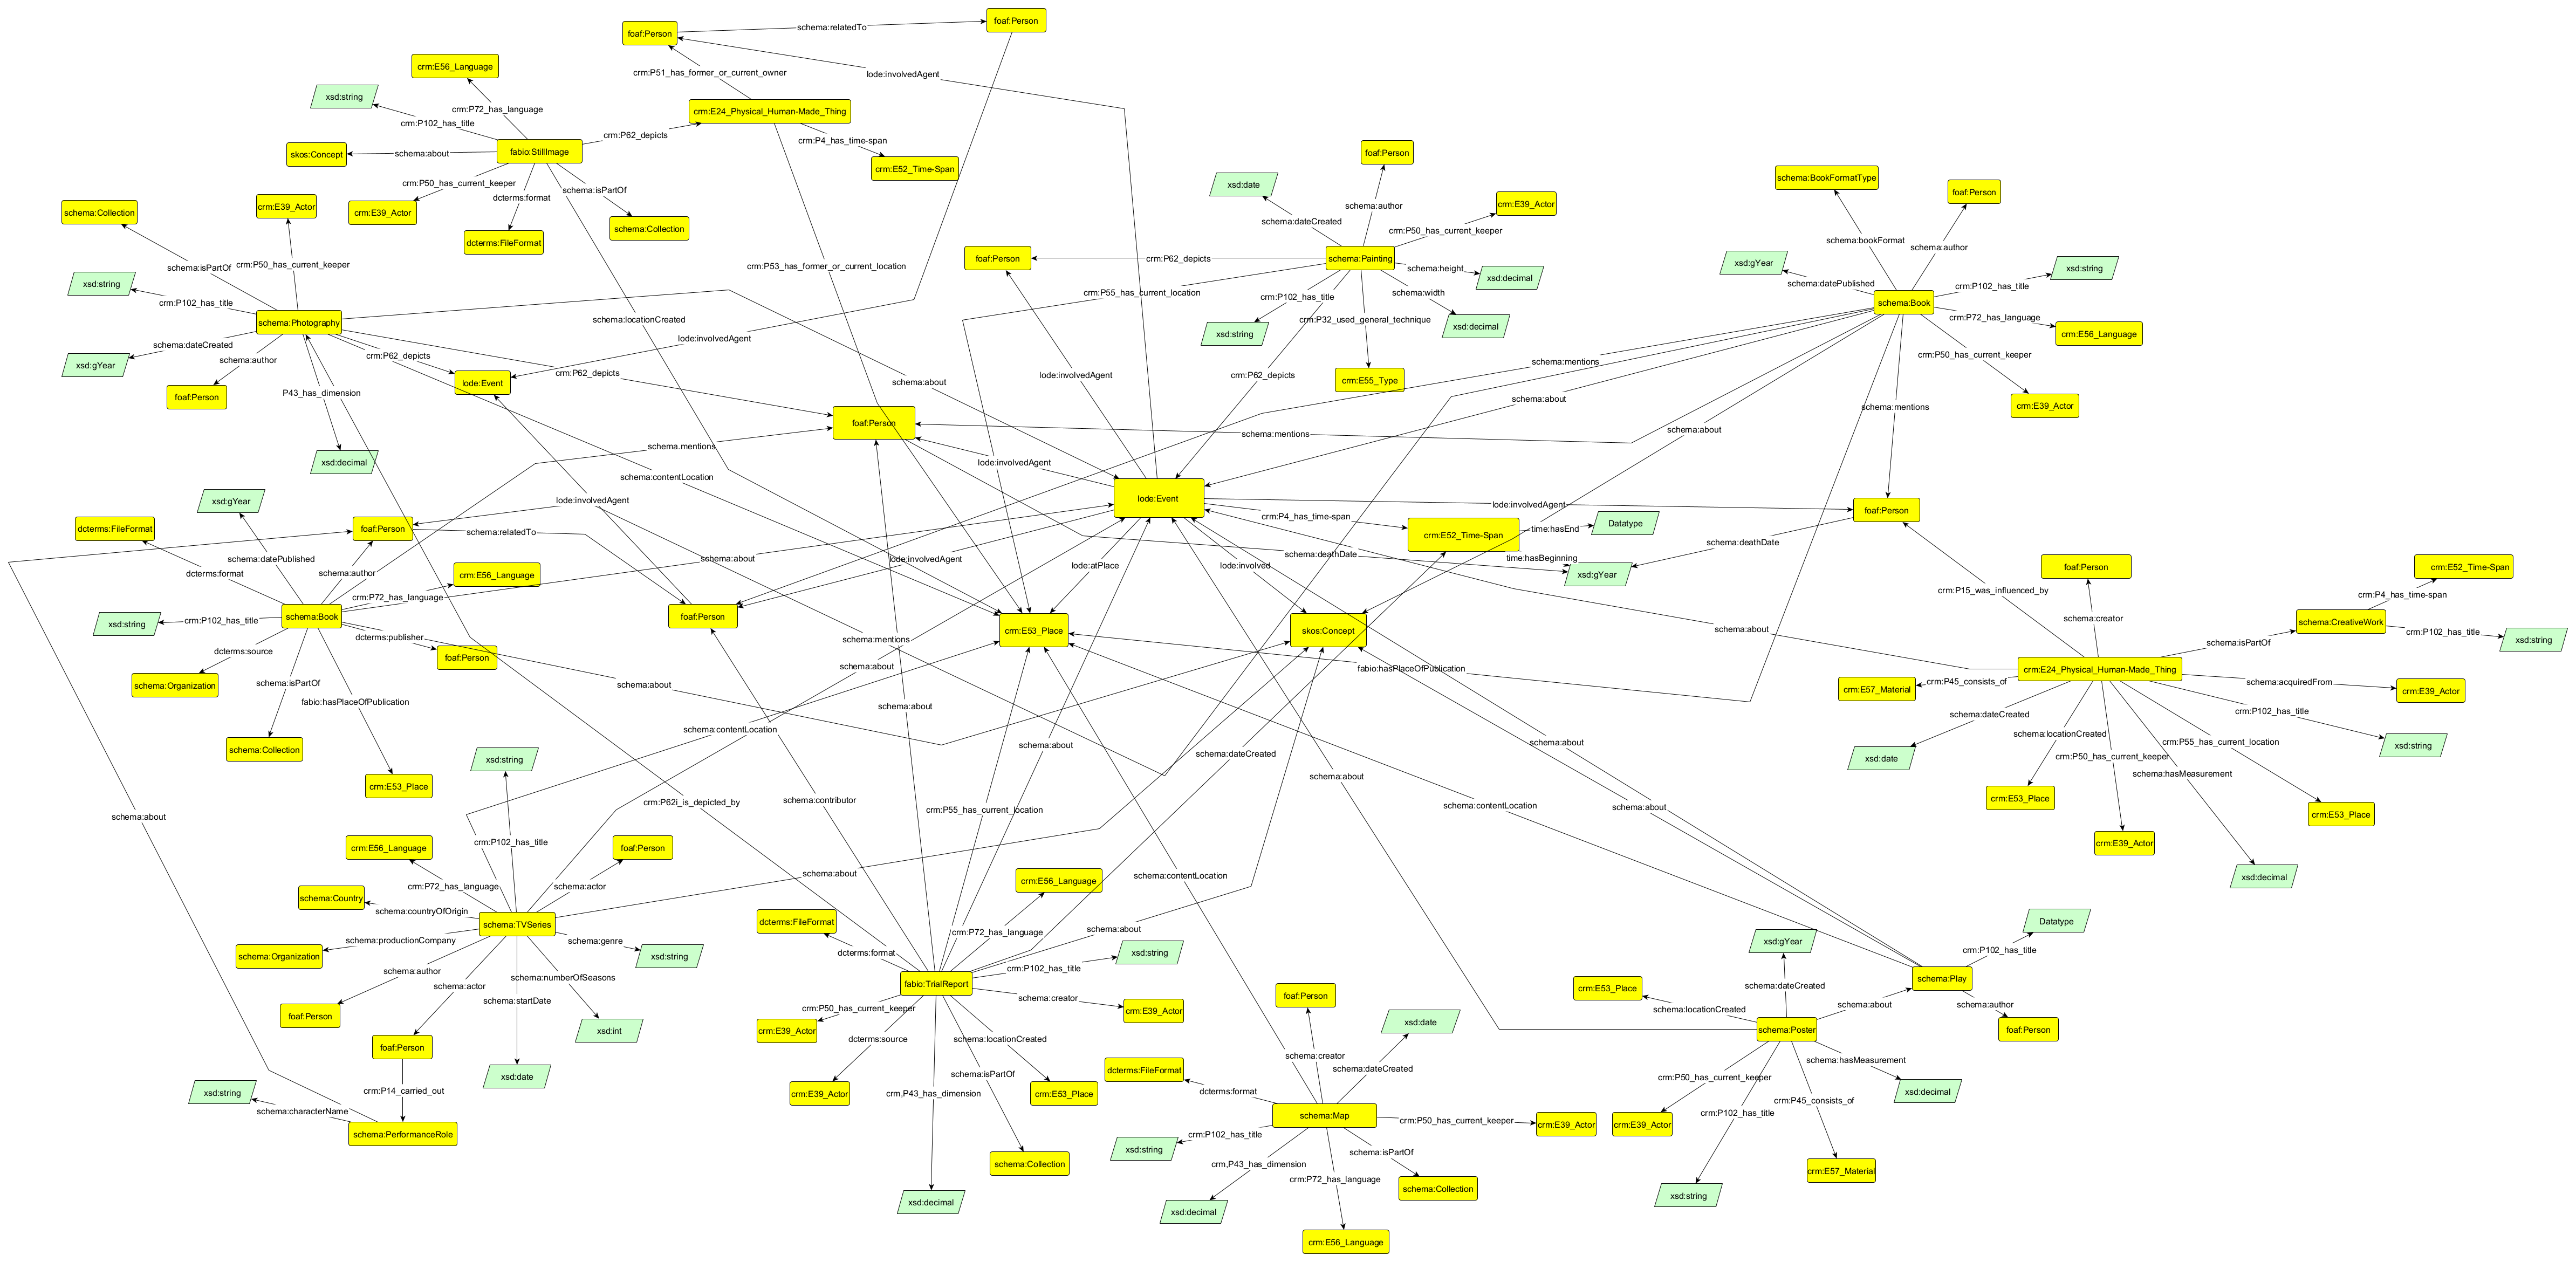 foaf:Person
schema:relatedTo
foaf:Person
crm:E56_Language
crm:P51_has_former_or_current_owner
lode:involvedAgent
xsd:string
crm:P72_has_language
crm:E24_Physical_Human-Made_Thing
crm:P102_has_title
crm:P62_depicts
crm:P4_has_time-span
skos:Concept
schema:about
fabio:StillImage
crm:E52_Time-Span
crm:P50_has_current_keeper
schema:isPartOf
dcterms:format
crm:E39_Actor
dcterms:FileFormat
schema:Collection
foaf:Person
xsd:date
schema:author
crm:E39_Actor
schema:dateCreated
crm:P50_has_current_keeper
foaf:Person
crm:P62_depicts
schema:Painting
schema:height
xsd:decimal
crm:P55_has_current_location
schema:width
crm:P102_has_title
xsd:string
crm:P32_used_general_technique
xsd:decimal
crm:P62_depicts
crm:E55_Type
schema:BookFormatType
foaf:Person
schema:bookFormat
schema:author
xsd:gYear
xsd:string
schema:datePublished
crm:P102_has_title
schema:Book
crm:P72_has_language
crm:E56_Language
crm:P50_has_current_keeper
crm:E39_Actor
schema:mentions
schema:about
schema:mentions
schema:about
schema:mentions
schema:Collection
crm:E39_Actor
schema:isPartOf
crm:P50_has_current_keeper
crm:P53_has_former_or_current_location
xsd:string
crm:P102_has_title
schema:Photography
schema:locationCreated
lode:involvedAgent
schema:dateCreated
crm:P62_depicts
xsd:gYear
schema:author
crm:P62_depicts
schema:about
lode:involvedAgent
foaf:Person
P43_has_dimension
lode:Event
foaf:Person
schema:mentions
xsd:decimal
schema:contentLocation
lode:involvedAgent
lode:Event
lode:involvedAgent
foaf:Person
xsd:gYear
lode:involvedAgent
crm:P4_has_time-span
crm:E52_Time-Span
time:hasEnd
Datatype
dcterms:FileFormat
foaf:Person
schema:relatedTo
schema:deathDate
schema:deathDate
time:hasBeginning
xsd:gYear
schema:datePublished
schema:about
lode:involvedAgent
lode:atPlace
lode:involved
dcterms:format
schema:author
crm:E56_Language
crm:P72_has_language
xsd:string
crm:P102_has_title
schema:Book
foaf:Person
crm:E53_Place
skos:Concept
dcterms:publisher
schema:mentions
dcterms:source
foaf:Person
schema:about
fabio:hasPlaceOfPublication
schema:Organization
schema:isPartOf
schema:about
fabio:hasPlaceOfPublication
schema:about
schema:Collection
crm:E53_Place
foaf:Person
crm:E52_Time-Span
crm:P15_was_influenced_by
crm:P4_has_time-span
schema:creator
schema:CreativeWork
schema:about
schema:isPartOf
crm:P102_has_title
xsd:string
crm:E24_Physical_Human-Made_Thing
crm:E57_Material
crm:P45_consists_of
schema:acquiredFrom
crm:E39_Actor
schema:dateCreated
crm:P102_has_title
schema:locationCreated
crm:P55_has_current_location
xsd:string
xsd:date
crm:P50_has_current_keeper
schema:hasMeasurement
crm:E53_Place
crm:E53_Place
crm:E39_Actor
xsd:decimal
xsd:string
schema:contentLocation
schema:about
schema:dateCreated
schema:about
schema:about
schema:about
schema:about
crm:P62i_is_depicted_by
schema:contributor
crm:P55_has_current_location
schema:contentLocation
crm:P102_has_title
crm:E56_Language
foaf:Person
schema:contentLocation
crm:P72_has_language
schema:actor
schema:about
schema:Country
schema:countryOfOrigin
schema:TVSeries
schema:productionCompany
schema:genre
schema:Organization
xsd:string
schema:author
schema:numberOfSeasons
schema:actor
schema:startDate
foaf:Person
xsd:int
foaf:Person
xsd:date
crm:P14_carried_out
xsd:string
schema:characterName
schema:PerformanceRole
crm:E56_Language
dcterms:FileFormat
crm:P72_has_language
schema:about
dcterms:format
xsd:string
crm:P102_has_title
fabio:TrialReport
schema:creator
crm:P50_has_current_keeper
crm:E39_Actor
crm:E39_Actor
dcterms:source
schema:locationCreated
schema:isPartOf
crm:E39_Actor
crm,P43_has_dimension
crm:E53_Place
schema:Collection
xsd:decimal
foaf:Person
xsd:date
schema:creator
dcterms:FileFormat
schema:dateCreated
dcterms:format
schema:Map
crm:P50_has_current_keeper
crm:E39_Actor
crm:P102_has_title
xsd:string
schema:isPartOf
crm,P43_has_dimension
crm:P72_has_language
schema:Collection
xsd:decimal
crm:E56_Language
Datatype
xsd:gYear
crm:P102_has_title
schema:Play
crm:E53_Place
schema:dateCreated
schema:about
schema:author
schema:locationCreated
schema:Poster
foaf:Person
schema:hasMeasurement
crm:P50_has_current_keeper
xsd:decimal
crm:P45_consists_of
crm:P102_has_title
crm:E39_Actor
crm:E57_Material
xsd:string